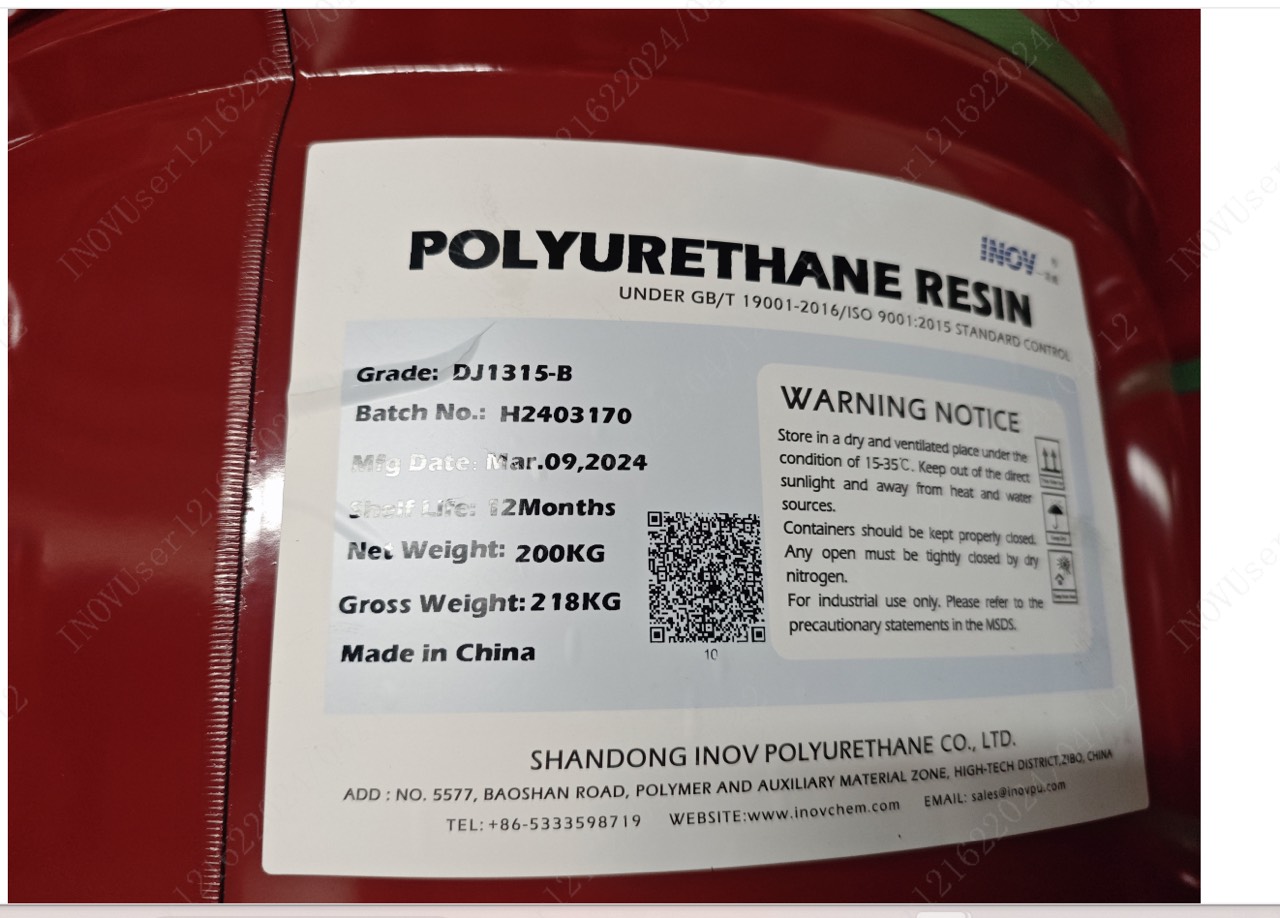 INOV
POLYURETHANE RESIN
UNDER GB/T 19001-2016/ISO 9001:2015 STANDARD CONTROL
Grade: DJ1315-B
Batch No.: H2403170
Mfg Date: Mar.09,2024
Shelf Life: 12Months
Net Weight: 200KG
Gross Weight: 218KG
Made in China
10
WARNING NOTICE
Store in a dry and ventilated place under the
condition of 15-35℃. Keep out of the direct
sunlight and away from heat and water
sources.
Containers should be kept properly closed.
Any open must be tightly closed by dry
nitrogen.
For industrial use only. Please refer to the
precautionary statements in the MSDS.
SHANDONG INOV POLYURETHANE CO., LTD.
ADD : NO. 5577, BAOSHAN ROAD, POLYMER AND AUXILIARY MATERIAL ZONE, HIGH-TECH DISTRICT,ZIBO, CHINA
TEL: +86-5333598719 WEBSITE:www.inovchem.com EMAIL: sales@inovpu.com